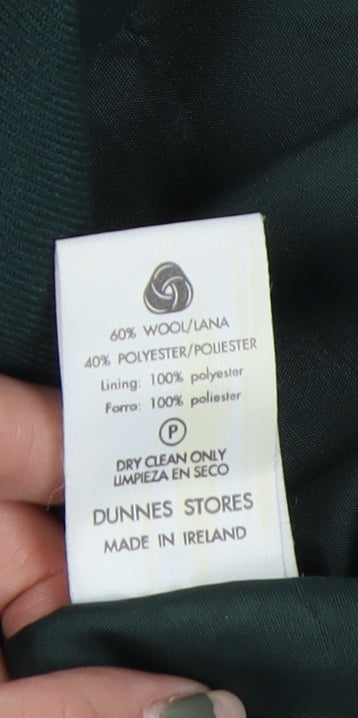 60% WOOL/LANA
40% POLYESTER/POLIESTER
Lining: 100% polyester
Forro: 100% poliester
P
DRY CLEAN ONLY
LIMPIEZA EN SECO
DUNNES STORES
MADE IN IRELAND